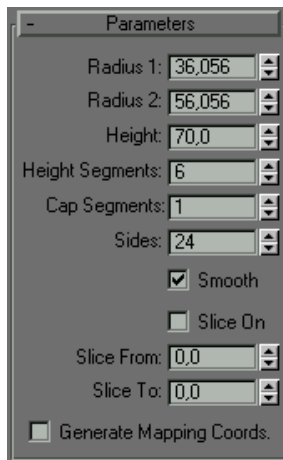 - Parameters
Radius 1: 36,056
Radius 2: 56,056
Height: 70,0
Height Segments: 6
Cap Segments: 1
Sides: 24
Smooth
Slice On
Slice From: 0,0
Slice To: 0,0
Generate Mapping Coords.